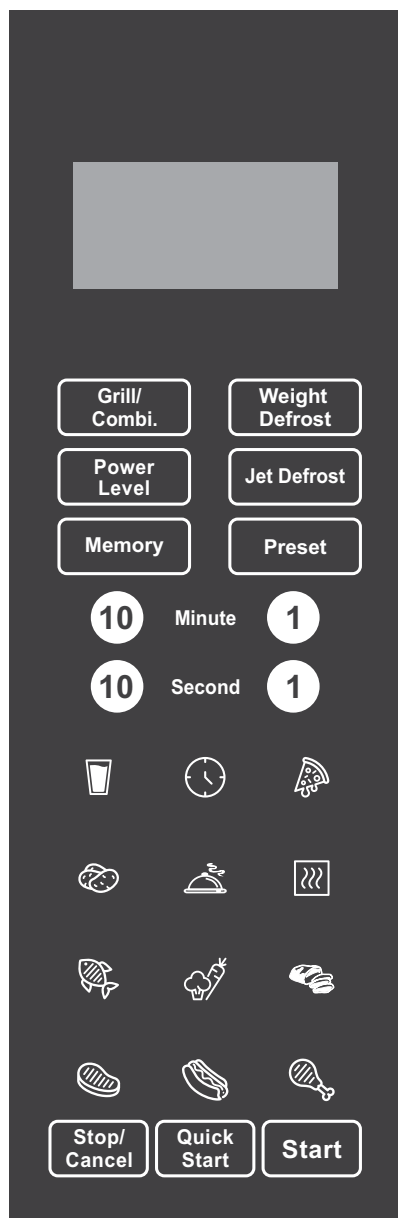 Grill/
Combi.
Weight
Defrost
Power
Level
Jet Defrost
Memory
Preset
10 Minute 1
10 Second 1
Stop/
Cancel
Quick
Start
Start